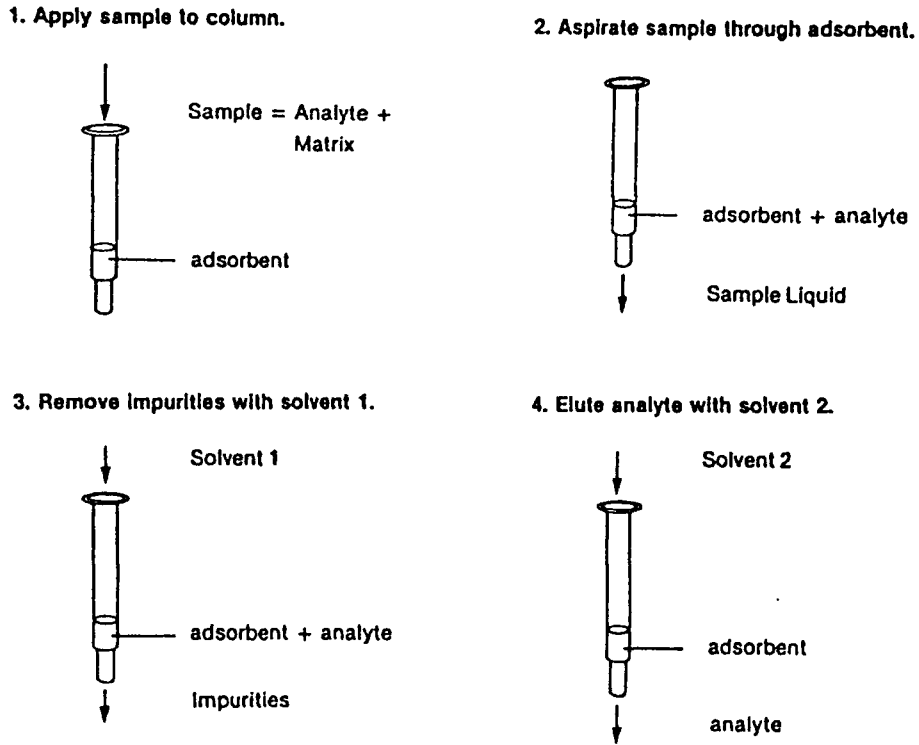 1. Apply sample to column.
Sample = Analyte +
Matrix
adsorbent
2. Aspirate sample through adsorbent.
adsorbent + analyte
Sample Liquid
3. Remove Impurities with solvent 1.
Solvent 1
adsorbent + analyte
Impurities
4. Elute analyte with solvent 2.
Solvent 2
adsorbent
analyte